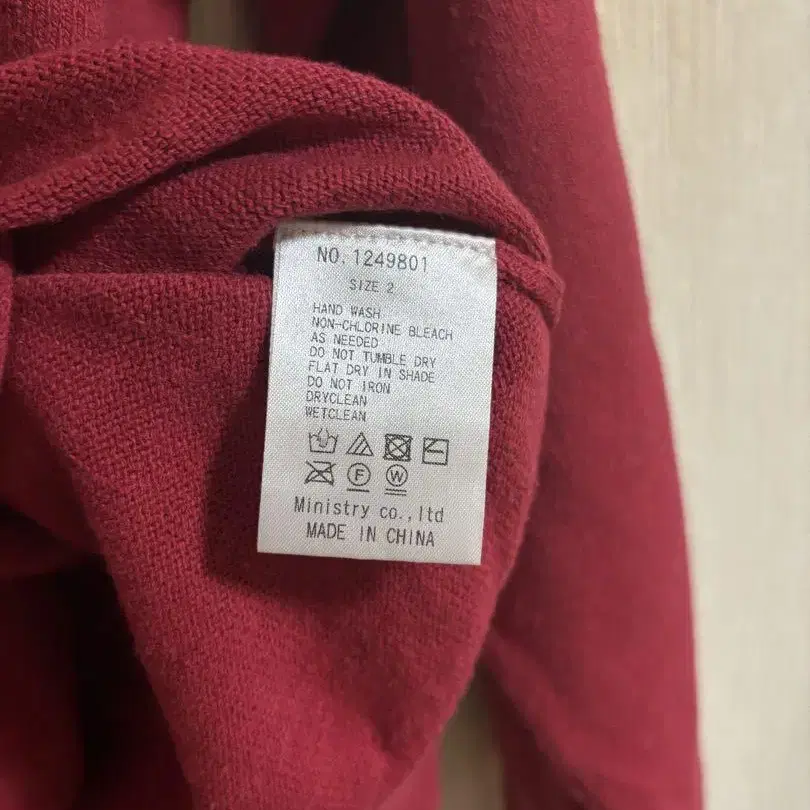 NO. 1249801
SIZE 2
HAND WASH
NON-CHLORINE BLEACH
AS NEEDED
DO NOT TUMBLE DRY
FLAT DRY IN SHADE
DO NOT IRON
DRYCLEAN
WETCLEAN
F W
Ministry co.,ltd
MADE IN CHINA